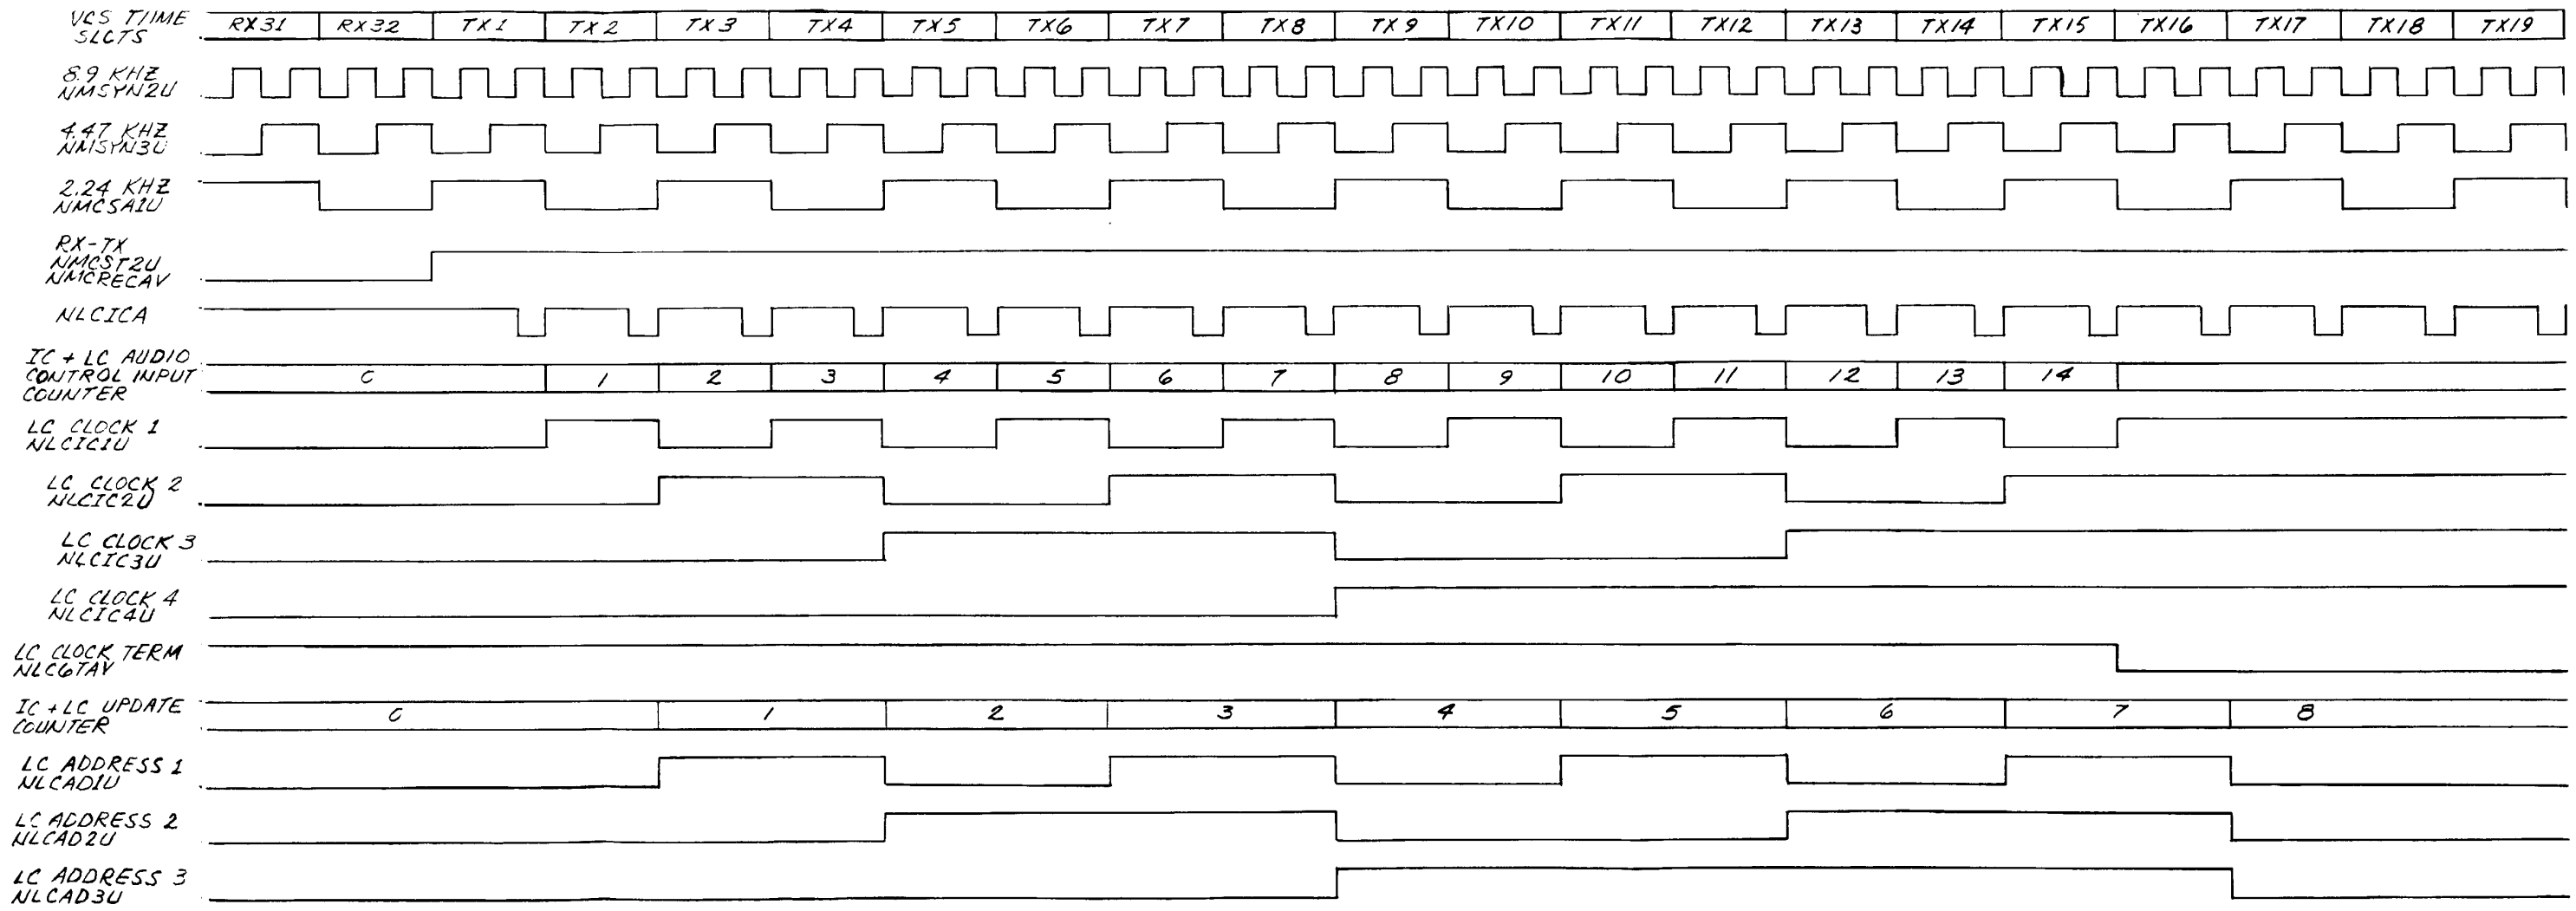 VCS TIME
SLCTS
RX31 RX32 TX1 TX2 TX3 TX4 TX5 TX6 TX7 TX8 TX9 TX10 TX11 TX12 TX13 TX14 TX15 TX16 TX17 TX18 TX19
8.9 KHZ
NMSYN2U
4.47 KHZ
NMSYN3U
2.24 KHZ
NMCSA1U
RX-TX
NMCST2U
NMCRECAV
NLCICA
IC + LC AUDIO
CONTROL INPUT
COUNTER
0 1 2 3 4 5 6 7 8 9 10 11 12 13 14
LC CLOCK 1
NLCIC1U
LC CLOCK 2
NLCIC2U
LC CLOCK 3
NLCIC3U
LC CLOCK 4
NLCIC4U
LC CLOCK TERM
NLC6TAV
IC + LC UPDATE
COUNTER
0 1 2 3 4 5 6 7 8
LC ADDRESS 1
NLCAD1U
LC ADDRESS 2
NLCAD2U
LC ADDRESS 3
NLCAD3U